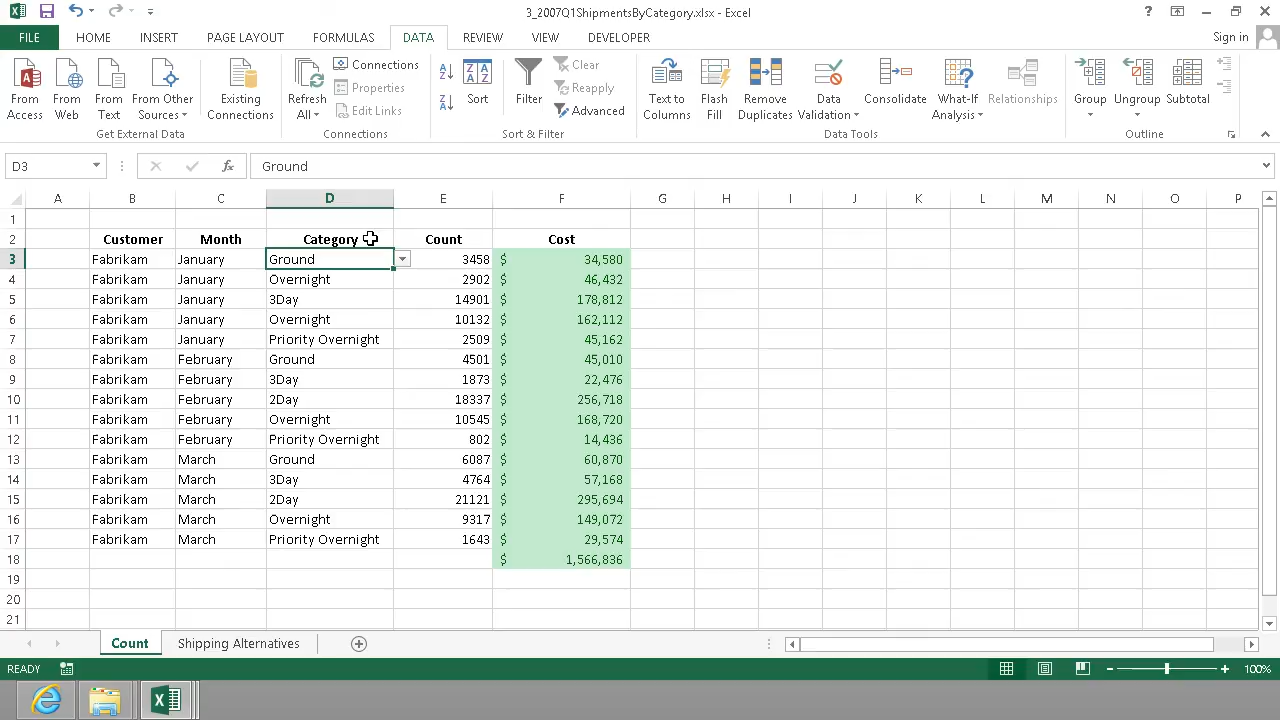 3_2007Q1ShipmentsByCategory.xlsx - Excel
FILE HOME INSERT PAGE LAYOUT FORMULAS DATA REVIEW VIEW DEVELOPER Sign in
From Access
From Web
From Text
From Other Sources
Existing Connections
Get External Data
Refresh All
Connections
Properties
Edit Links
Connections
Sort
Filter
Clear
Reapply
Advanced
Sort & Filter
Text to Columns
Flash Fill
Remove Duplicates
Data Validation
Consolidate
What-If Analysis
Relationships
Data Tools
Group
Ungroup
Subtotal
Outline
D3 fx Ground
A B C D E F G H I J K L M N O P
1
2 Customer Month Category Count Cost
3 Fabrikam January Ground 3458 $ 34,580
4 Fabrikam January Overnight 2902 $ 46,432
5 Fabrikam January 3Day 14901 $ 178,812
6 Fabrikam January Overnight 10132 $ 162,112
7 Fabrikam January Priority Overnight 2509 $ 45,162
8 Fabrikam February Ground 4501 $ 45,010
9 Fabrikam February 3Day 1873 $ 22,476
10 Fabrikam February 2Day 18337 $ 256,718
11 Fabrikam February Overnight 10545 $ 168,720
12 Fabrikam February Priority Overnight 802 $ 14,436
13 Fabrikam March Ground 6087 $ 60,870
14 Fabrikam March 3Day 4764 $ 57,168
15 Fabrikam March 2Day 21121 $ 295,694
16 Fabrikam March Overnight 9317 $ 149,072
17 Fabrikam March Priority Overnight 1643 $ 29,574
18 $ 1,566,836
19
20
21
Count Shipping Alternatives
READY 100%